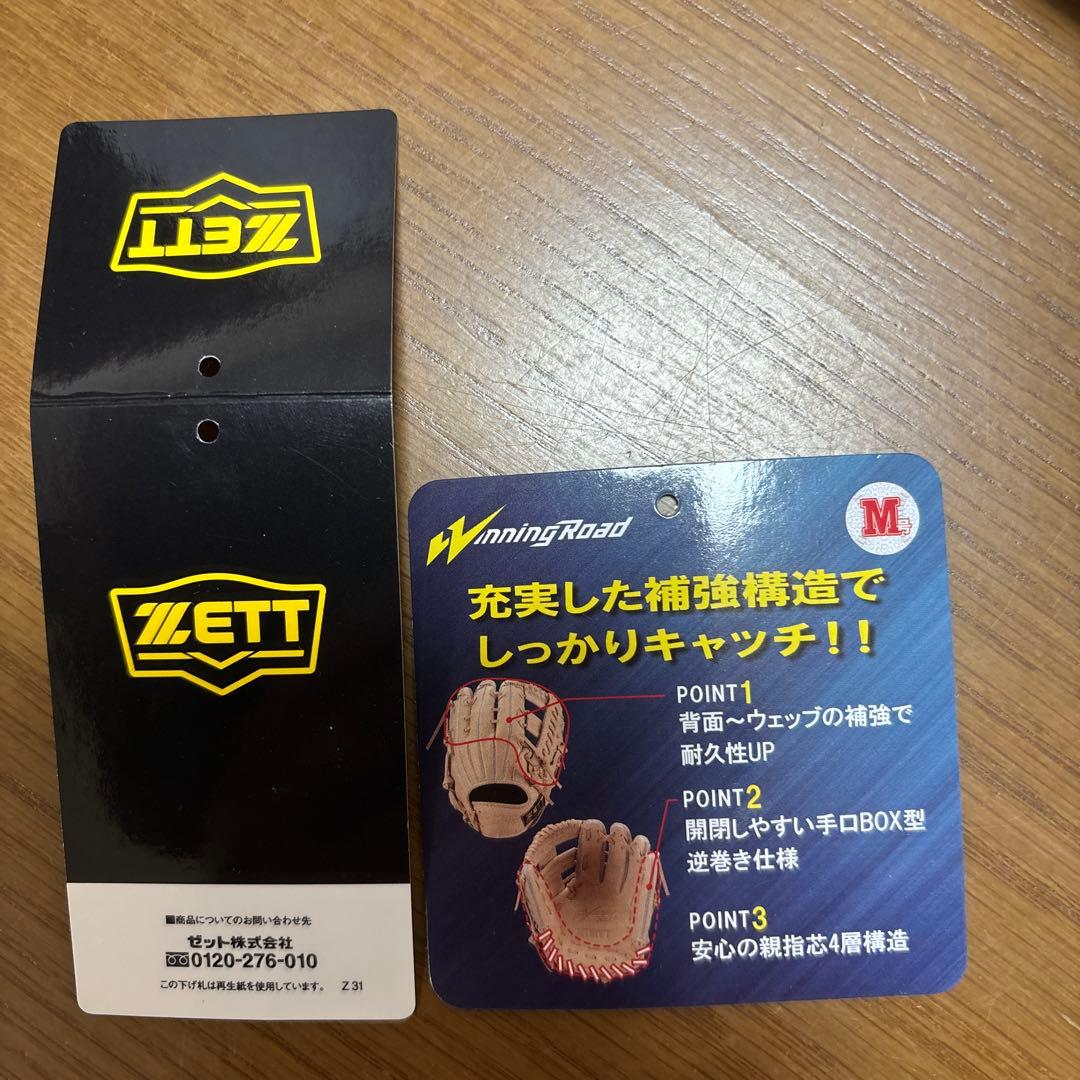 ZETT
ZETT
■商品についてのお問い合わせ先
ゼット株式会社
0120-276-010
この下げ札は再生紙を使用しています。 Z 31
Winning Road
M号
充実した補強構造で
しっかりキャッチ！！
POINT1
背面～ウェッブの補強で
耐久性UP
POINT2
開閉しやすい手口BOX型
逆巻き仕様
POINT3
安心の親指芯4層構造